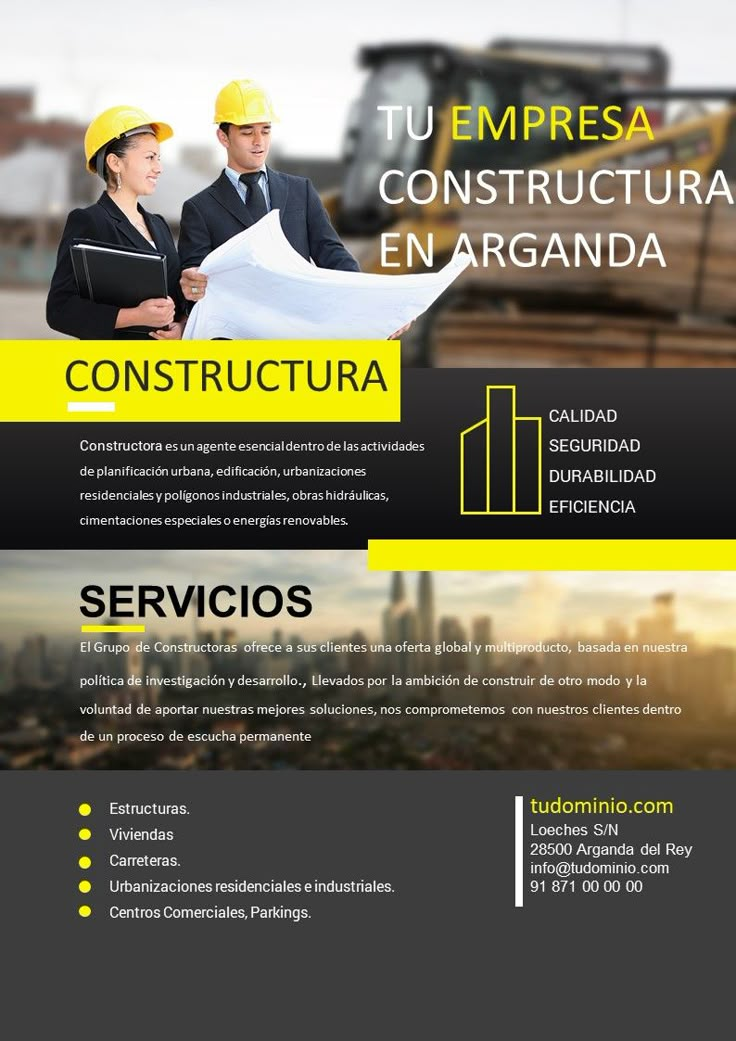 TU EMPRESA
CONSTRUCTURA
EN ARGANDA
CONSTRUCTURA
Constructora es un agente esencial dentro de las actividades
de planificación urbana, edificación, urbanizaciones
residenciales y polígonos industriales, obras hidráulicas,
cimentaciones especiales o energías renovables.
CALIDAD
SEGURIDAD
DURABILIDAD
EFICIENCIA
SERVICIOS
El Grupo de Constructoras ofrece a sus clientes una oferta global y multiproducto, basada en nuestra
política de investigación y desarrollo., Llevados por la ambición de construir de otro modo y la
voluntad de aportar nuestras mejores soluciones, nos comprometemos con nuestros clientes dentro
de un proceso de escucha permanente
Estructuras.
Viviendas
Carreteras.
Urbanizaciones residenciales e industriales.
Centros Comerciales, Parkings.
tudominio.com
Loeches S/N
28500 Arganda del Rey
info@tudominio.com
91 871 00 00 00